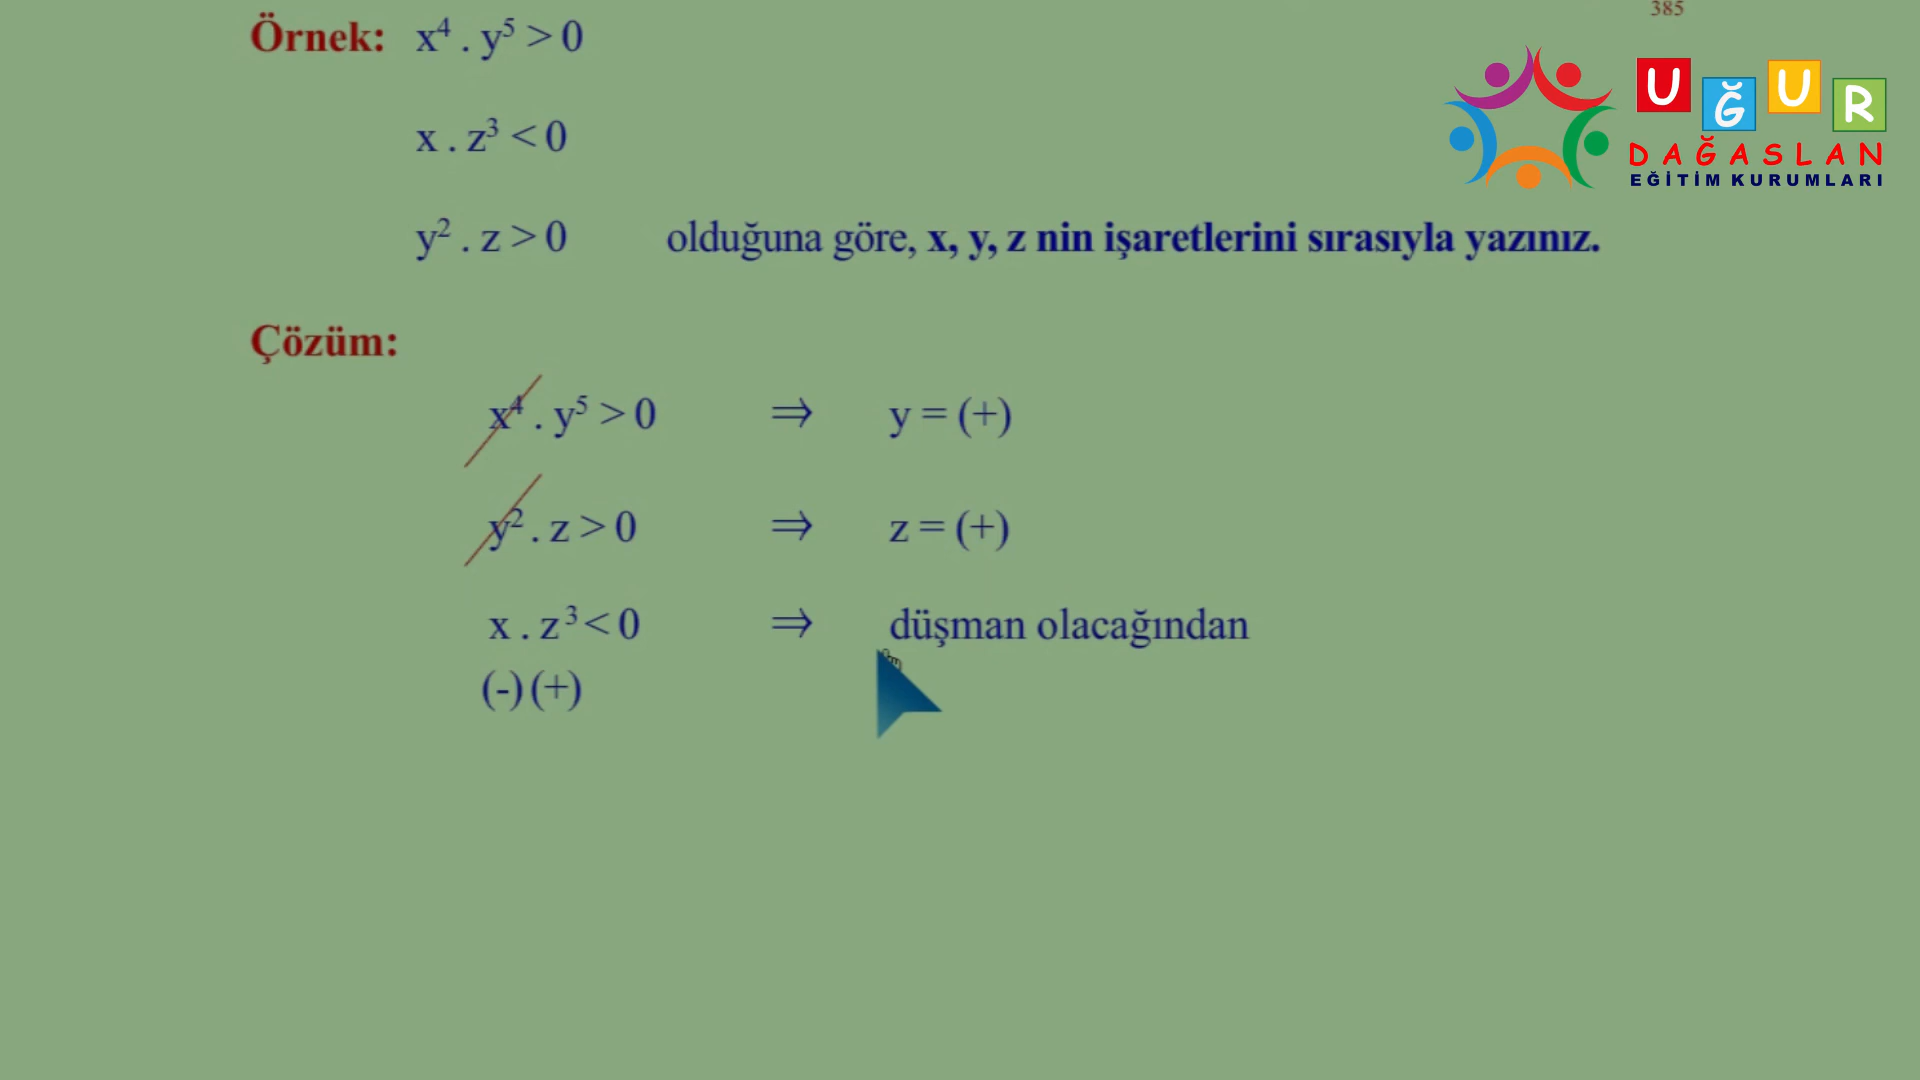 385
Örnek: x⁴ . y⁵ > 0
x . z³ < 0
y² . z > 0 olduğuna göre, x, y, z nin işaretlerini sırasıyla yazınız.
Çözüm:
x⁴ . y⁵ > 0 ⇒ y = (+)
y² . z > 0 ⇒ z = (+)
x . z³ < 0 ⇒ düşman olacağından
(-) (+)
UĞUR
DAĞASLAN
EĞİTİM KURUMLARI